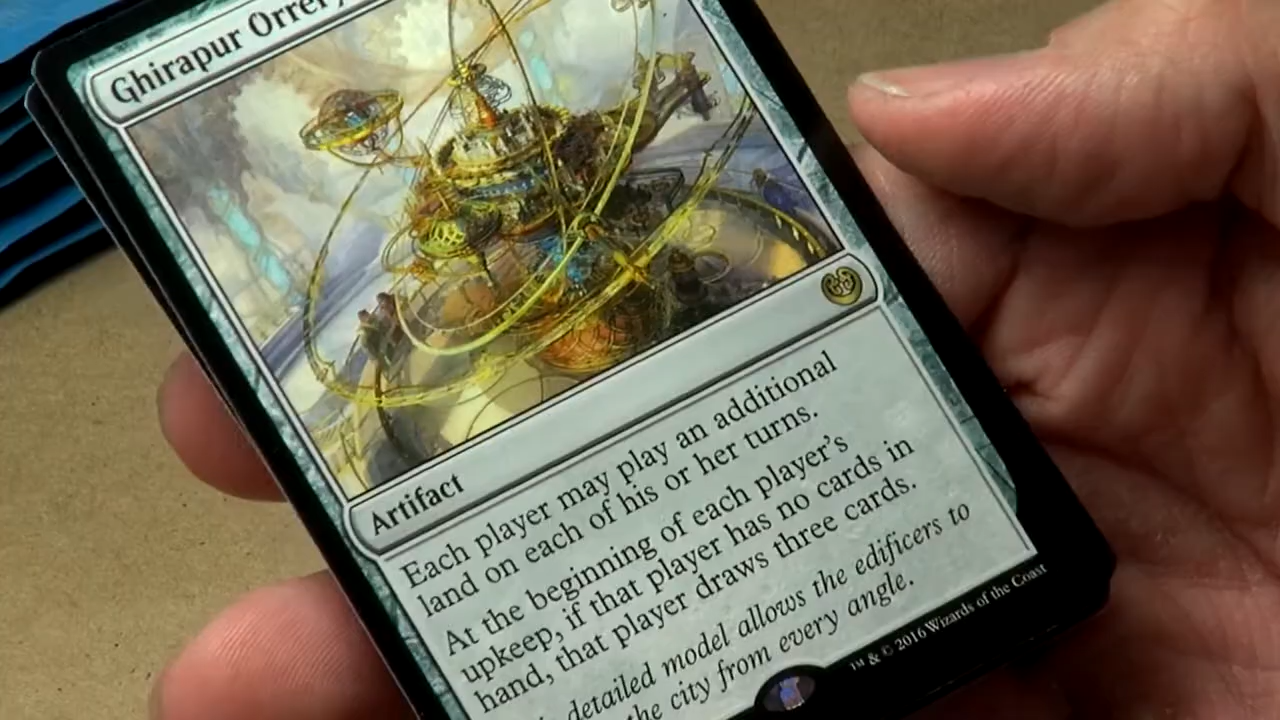 Ghirapur Orrery
Artifact
Each player may play an additional
land on each of his or her turns.
At the beginning of each player's
upkeep, if that player has no cards in
hand, that player draws three cards.
detailed model allows the edificers to
the city from every angle.
™ & © 2016 Wizards of the Coast